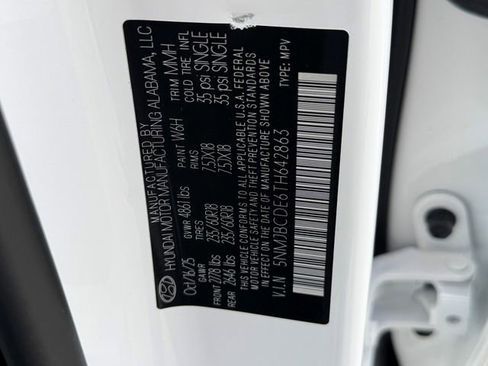 MANUFACTURED BY
HYUNDAI MOTOR MANUFACTURING ALABAMA, LLC
Oct/16/25 GVWR 4861 lbs PAINT W6H TRIM MMH
GAWR TIRES RIMS COLD TIRE INFL
FRONT 2778 lbs 235/60R18 7.5JX18 35 psi SINGLE
REAR 2646 lbs 235/60R18 7.5JX18 35 psi SINGLE
THIS VEHICLE CONFORMS TO ALL APPLICABLE U.S.A. FEDERAL
MOTOR VEHICLE SAFETY, BUMPER, AND THEFT PREVENTION
STANDARDS IN EFFECT ON THE DATE OF MANUFACTURE SHOWN ABOVE.
V.I.N: 5NMJBCDE6TH642863 TYPE: MPV